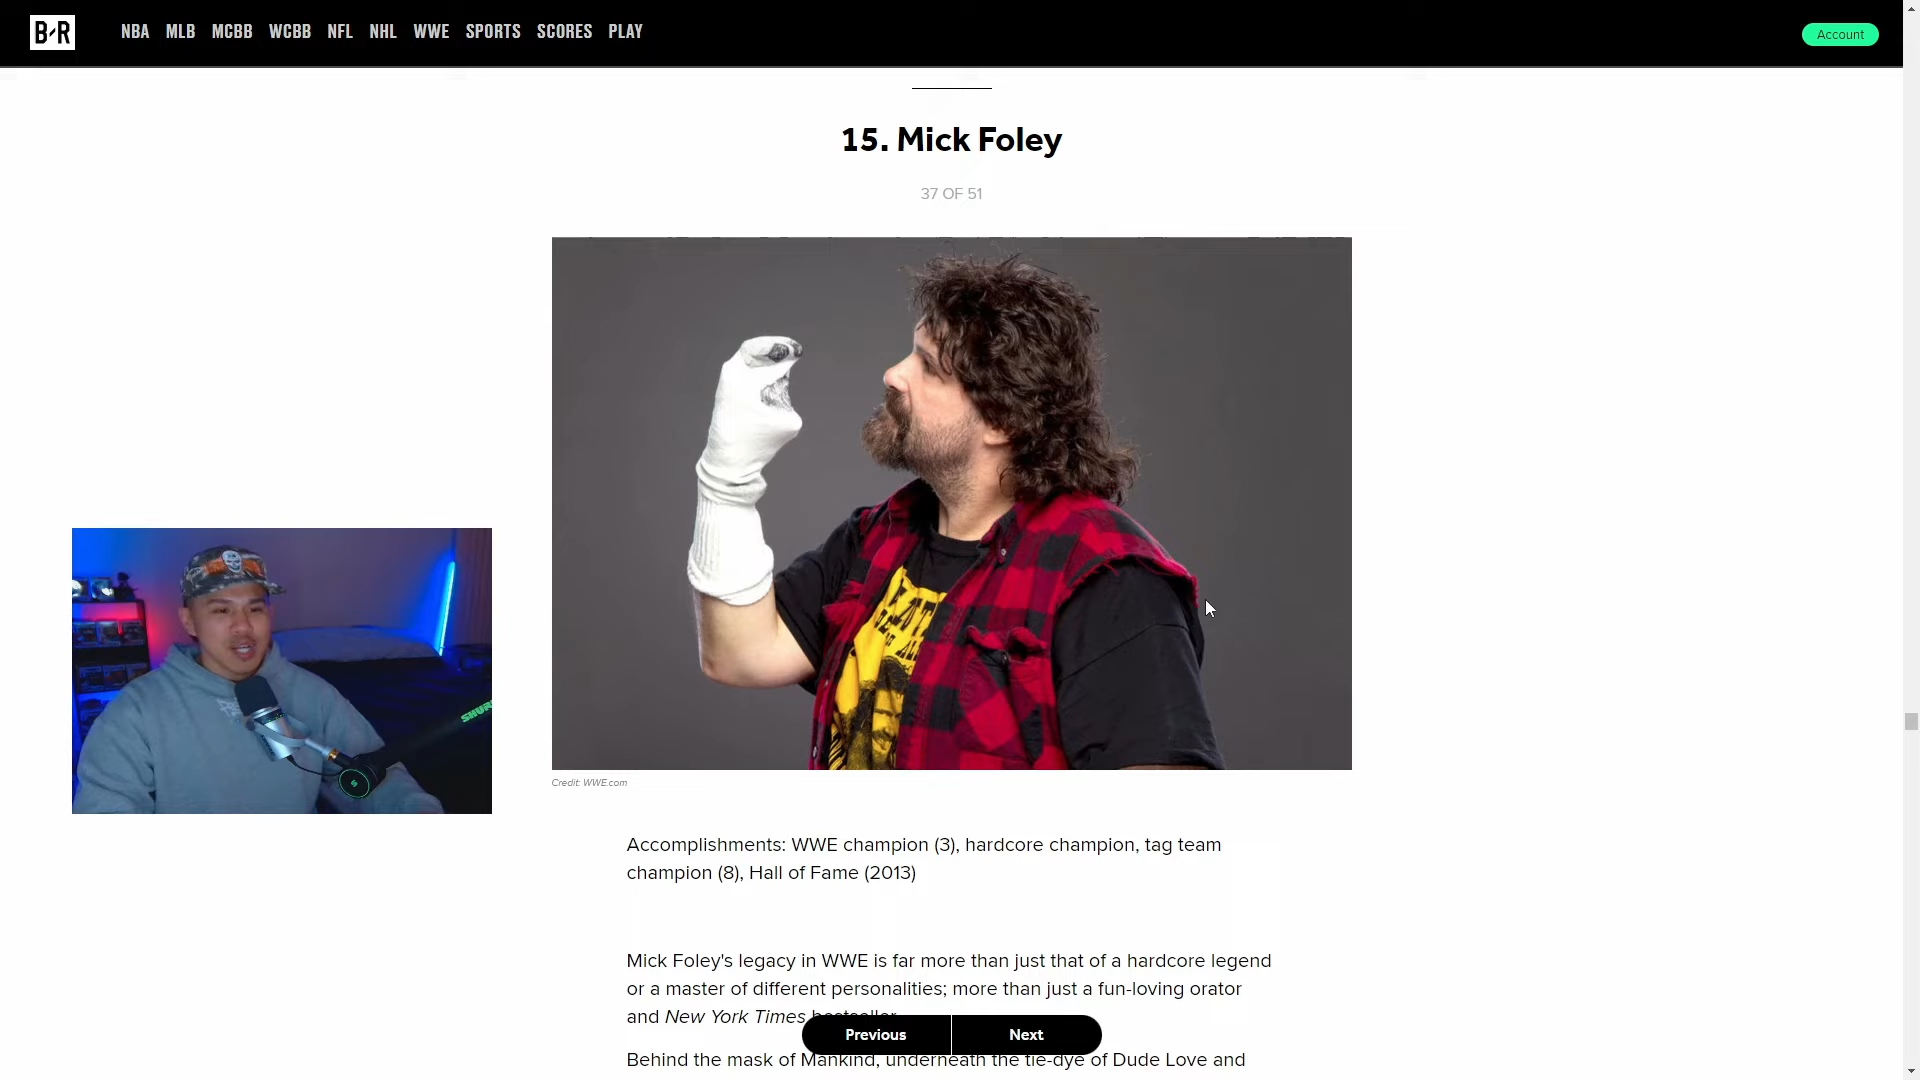 B/R NBA MLB MCBB WCBB NFL NHL WWE SPORTS SCORES PLAY Account
15. Mick Foley
37 OF 51
SHUR
Credit: WWE.com
Accomplishments: WWE champion (3), hardcore champion, tag team
champion (8), Hall of Fame (2013)
Mick Foley's legacy in WWE is far more than just that of a hardcore legend
or a master of different personalities; more than just a fun-loving orator
and New York Times bestseller.
Previous Next
Behind the mask of Mankind, underneath the tie-dye of Dude Love and